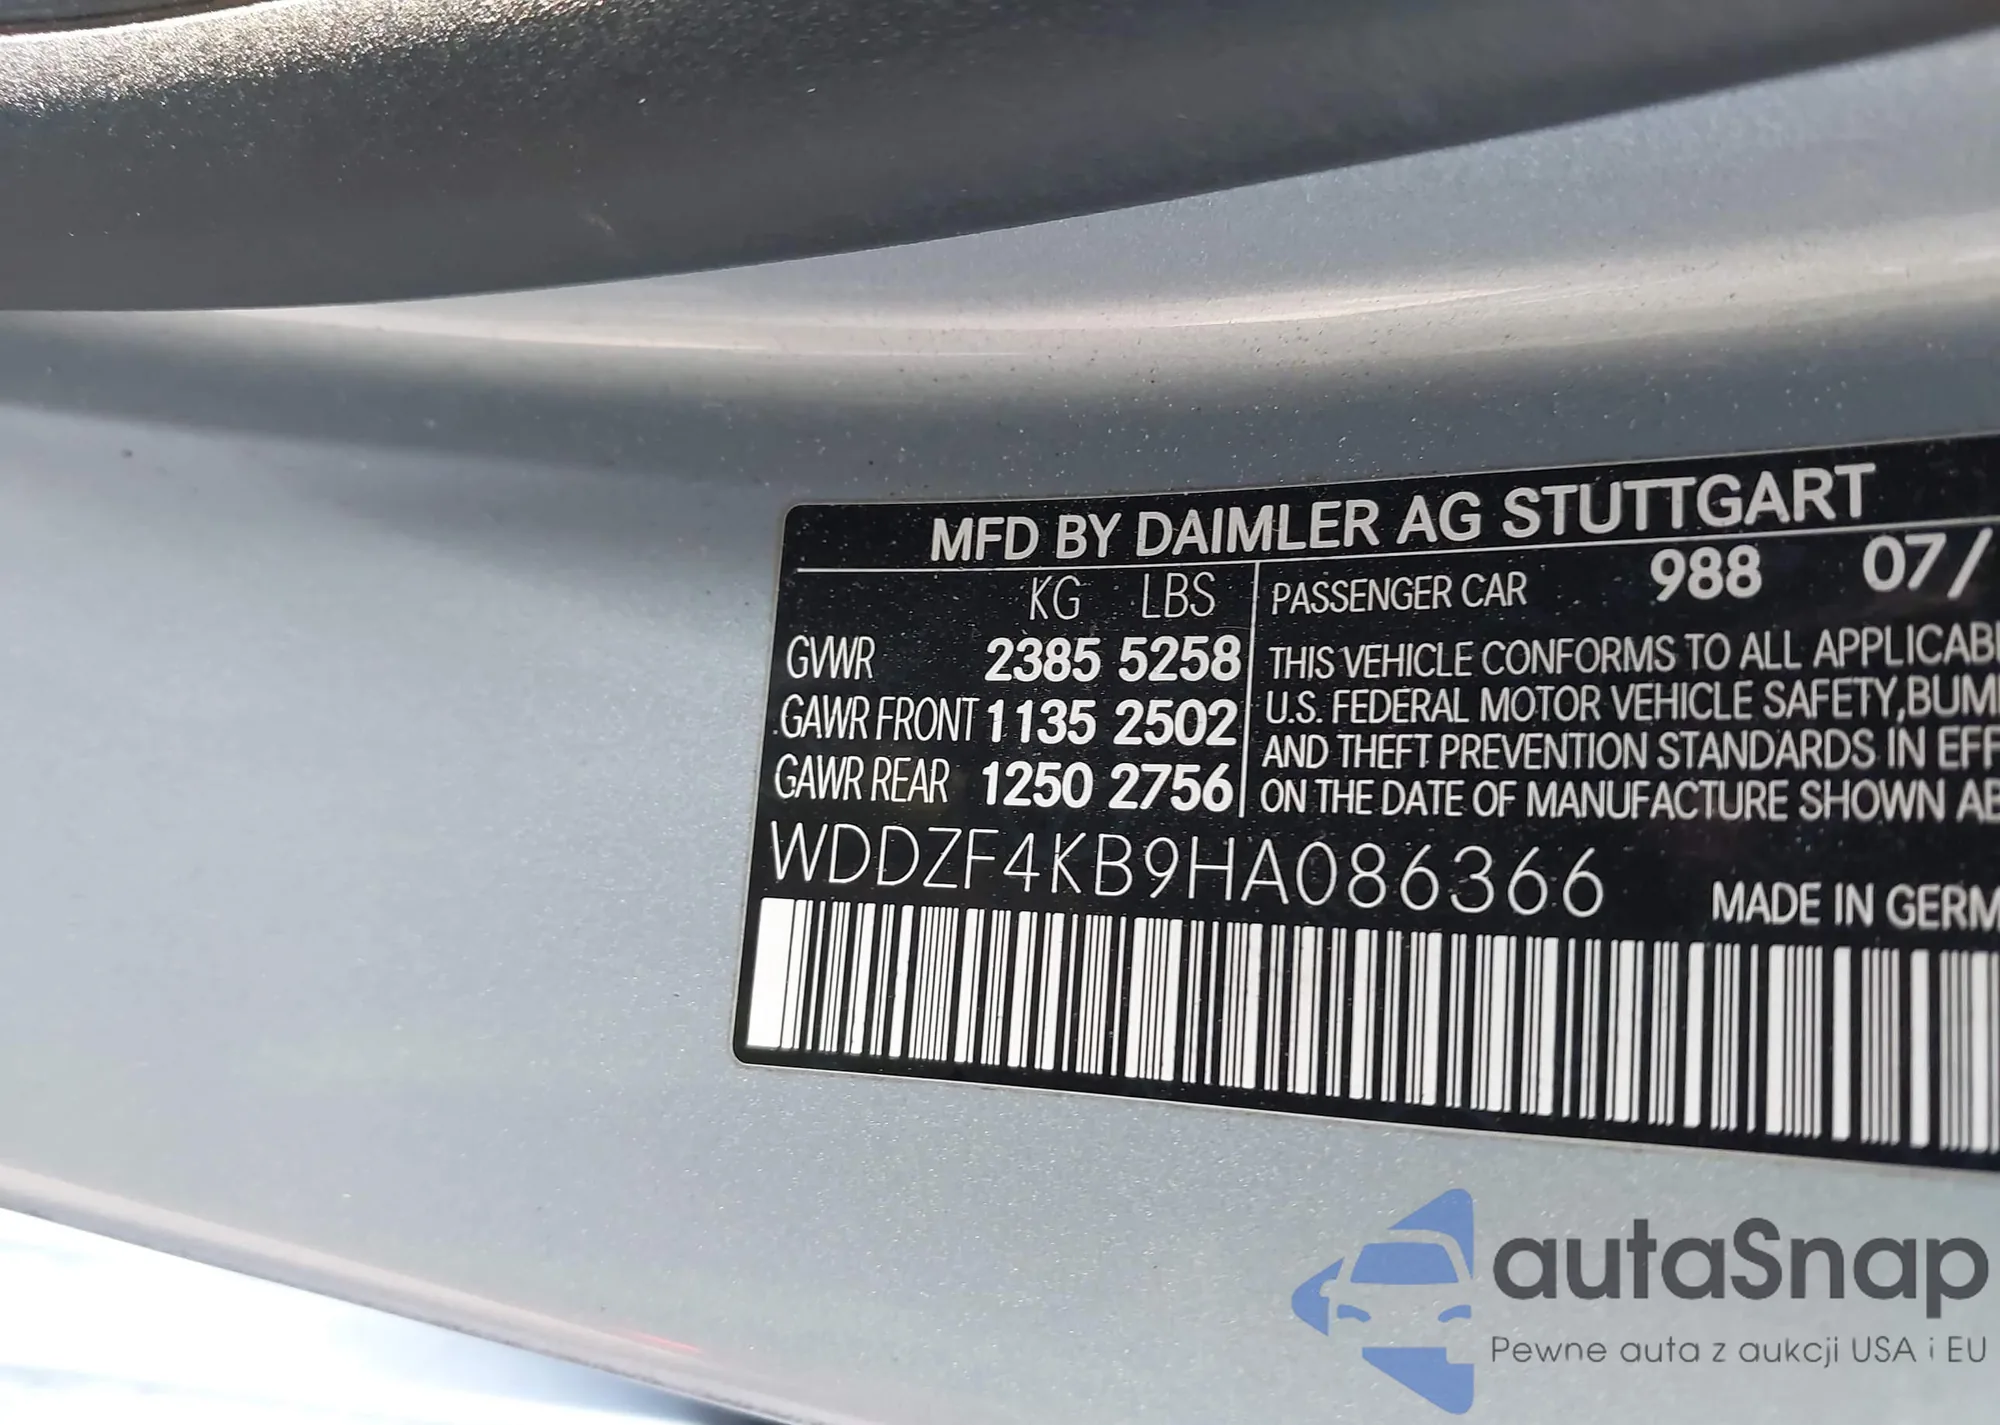 MFD BY DAIMLER AG STUTTGART
KG LBS PASSENGER CAR 988 07/
GVWR 2385 5258
GAWR FRONT 1135 2502
GAWR REAR 1250 2756
THIS VEHICLE CONFORMS TO ALL APPLICABL
U.S. FEDERAL MOTOR VEHICLE SAFETY, BUM
AND THEFT PREVENTION STANDARDS IN EFF
ON THE DATE OF MANUFACTURE SHOWN AB
WDDZF4KB9HA086366
MADE IN GERM
autaSnap
Pewne auta z aukcji USA i EU